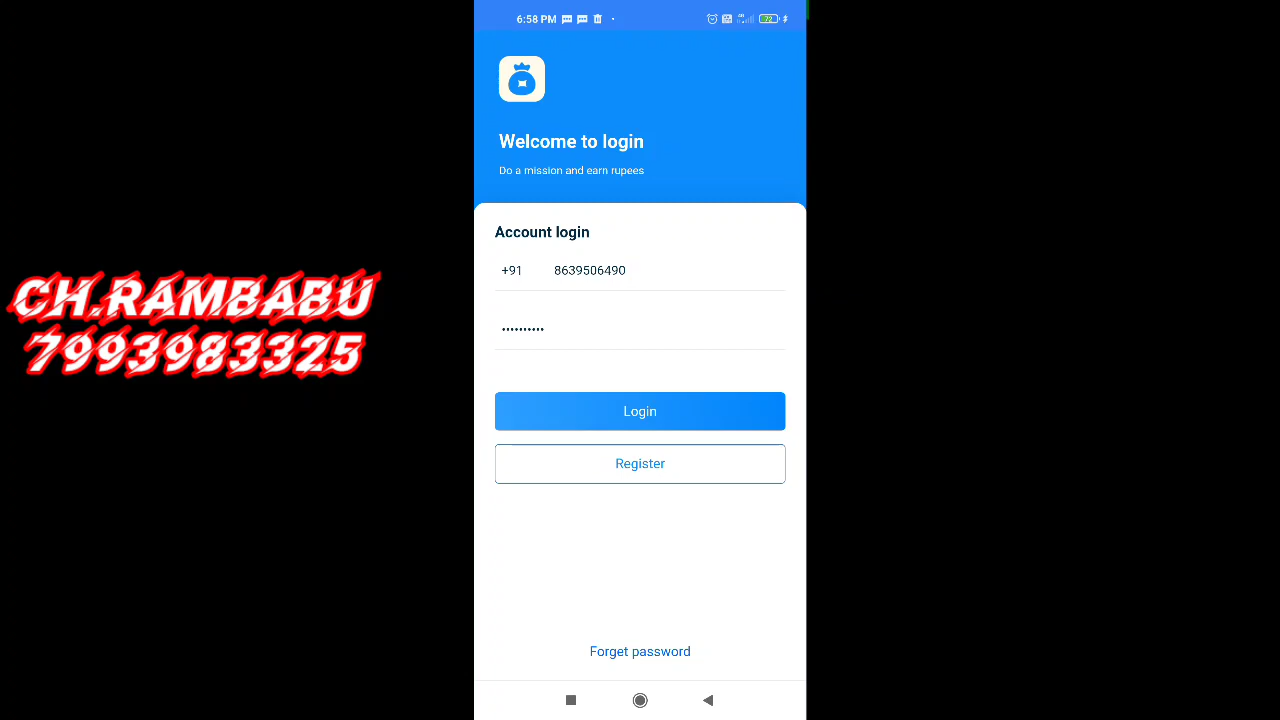 6:58 PM
72
Welcome to login
Do a mission and earn rupees
Account login
+91 8639506490
••••••••••
Login
Register
Forget password
CH.RAMBABU
7993983325